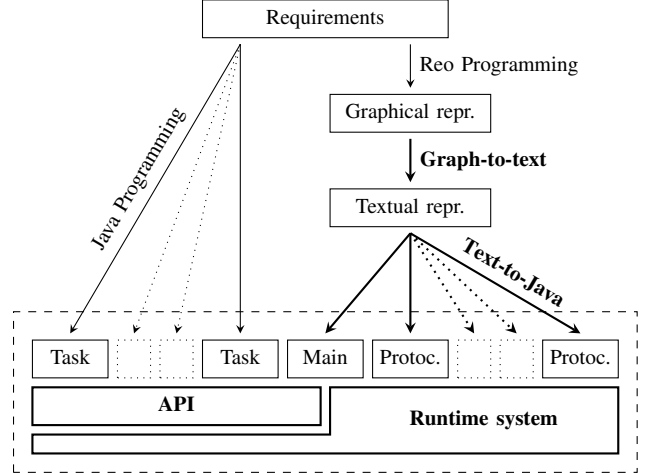 Requirements
Reo Programming
Java Programming
Graphical repr.
Graph-to-text
Textual repr.
Text-to-Java
Task
Task
Main
Protoc.
Protoc.
API
Runtime system